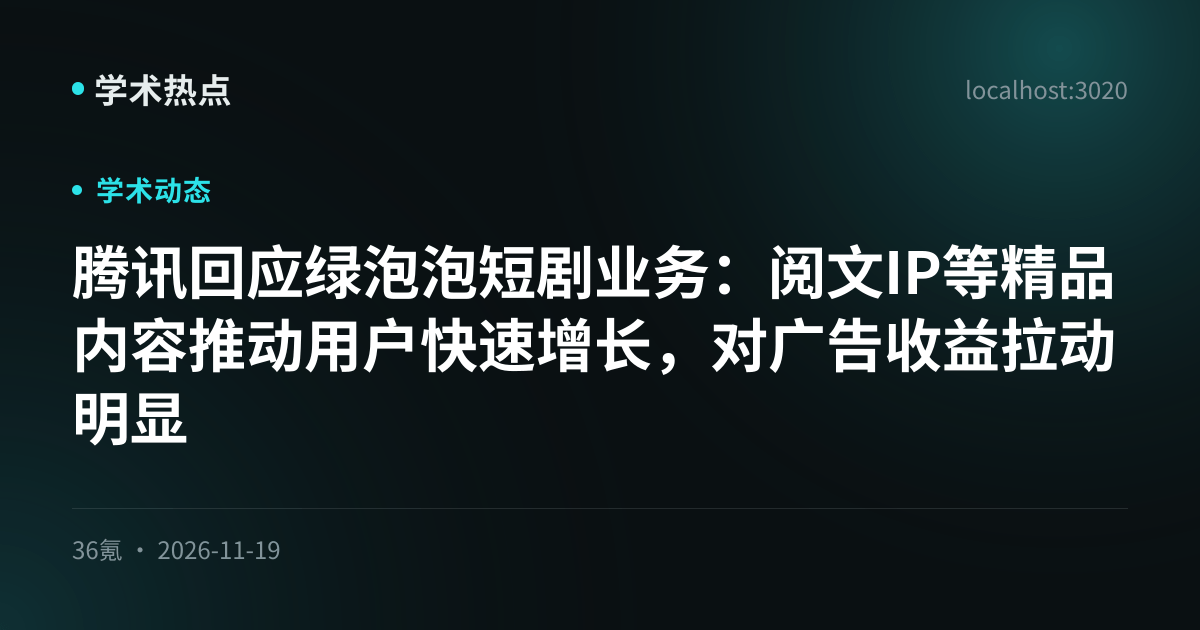 学术热点
localhost:3020
学术动态
腾讯回应绿泡泡短剧业务：阅文IP等精品
内容推动用户快速增长，对广告收益拉动
明显
36氪 · 2026-11-19